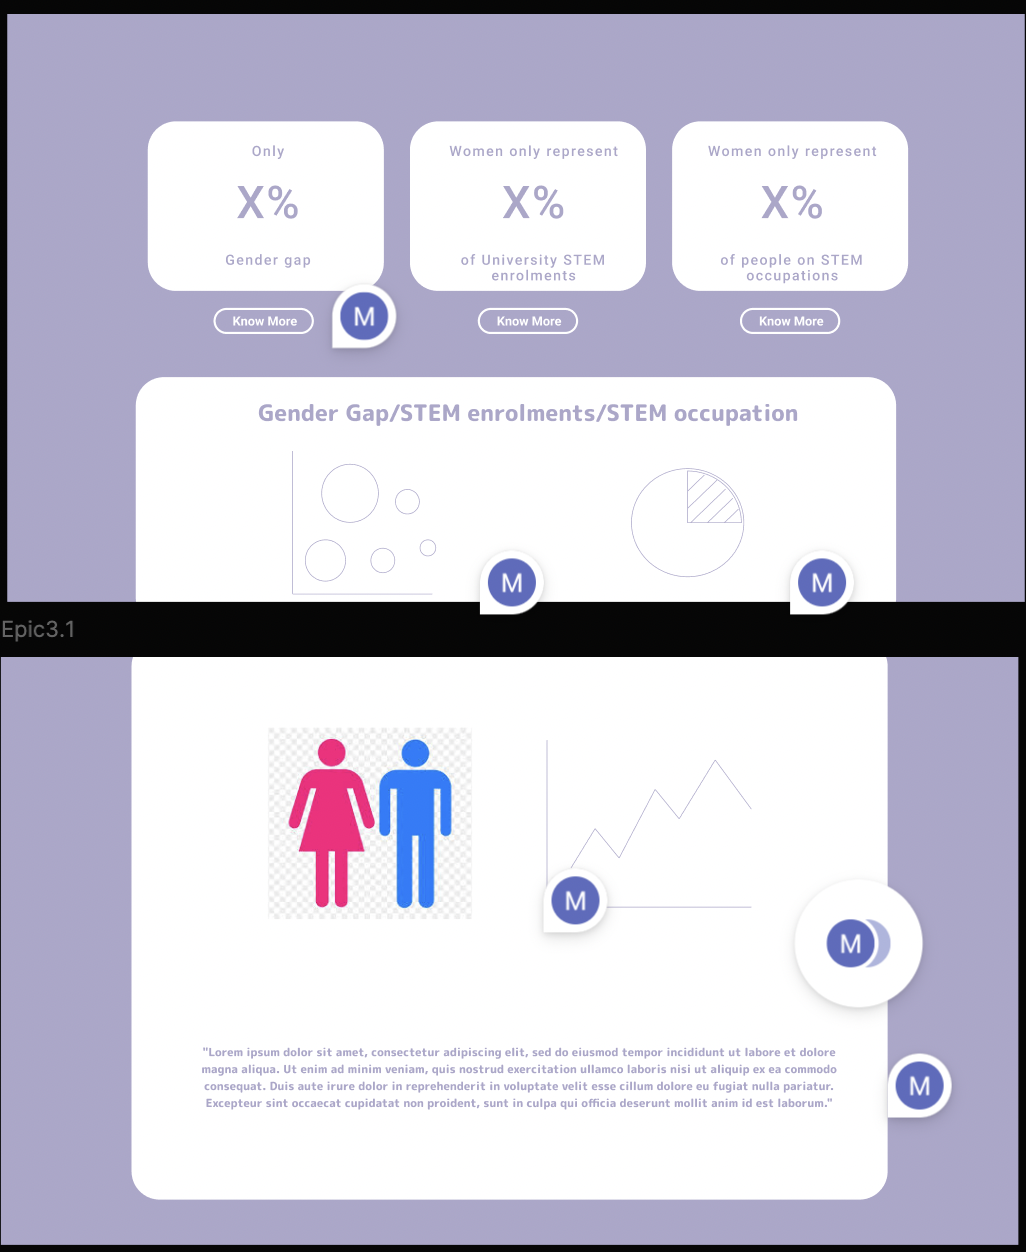 Only
X%
Gender gap
Women only represent
X%
of University STEM
enrolments
Women only represent
X%
of people on STEM
occupations
Know More
M
Know More
Know More
Gender Gap/STEM enrolments/STEM occupation
M
M
Epic3.1
M
M
"Lorem ipsum dolor sit amet, consectetur adipiscing elit, sed do eiusmod tempor incididunt ut labore et dolore
magna aliqua. Ut enim ad minim veniam, quis nostrud exercitation ullamco laboris nisi ut aliquip ex ea commodo
consequat. Duis aute irure dolor in reprehenderit in voluptate velit esse cillum dolore eu fugiat nulla pariatur.
Excepteur sint occaecat cupidatat non proident, sunt in culpa qui officia deserunt mollit anim id est laborum."
M